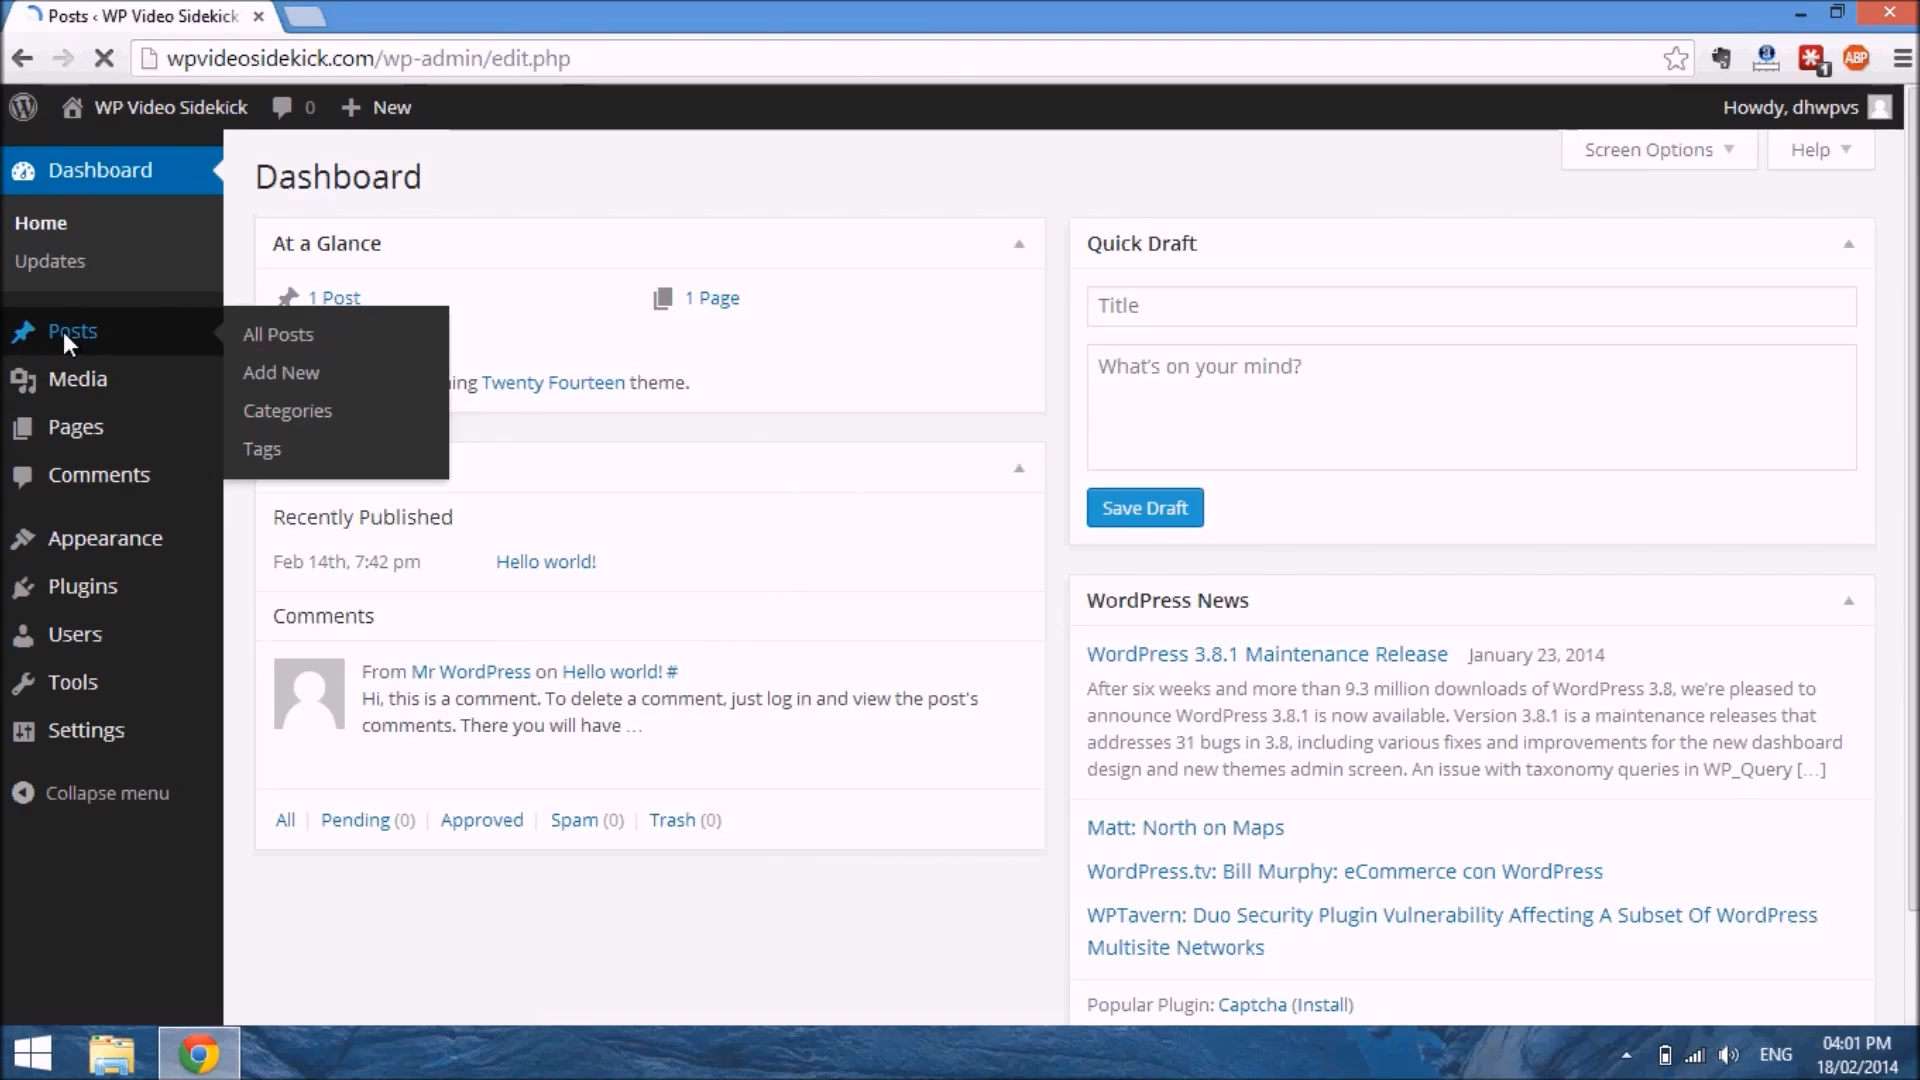 Posts ‹ WP Video Sidekick
wpvideosidekick.com/wp-admin/edit.php
1
ABP
WP Video Sidekick
0
New
Howdy, dhwpvs
Dashboard
Home
Updates
Posts
Media
Pages
Comments
Appearance
Plugins
Users
Tools
Settings
Collapse menu
All Posts
Add New
Categories
Tags
Dashboard
Screen Options
Help
At a Glance
1 Post
1 Page
Twenty Fourteen theme.
Recently Published
Feb 14th, 7:42 pm
Hello world!
Comments
From Mr WordPress on Hello world! #
Hi, this is a comment. To delete a comment, just log in and view the post's
comments. There you will have …
All | Pending (0) | Approved | Spam (0) | Trash (0)
Quick Draft
Title
What's on your mind?
Save Draft
WordPress News
WordPress 3.8.1 Maintenance Release January 23, 2014
After six weeks and more than 9.3 million downloads of WordPress 3.8, we're pleased to
announce WordPress 3.8.1 is now available. Version 3.8.1 is a maintenance releases that
addresses 31 bugs in 3.8, including various fixes and improvements for the new dashboard
design and new themes admin screen. An issue with taxonomy queries in WP_Query […]
Matt: North on Maps
WordPress.tv: Bill Murphy: eCommerce con WordPress
WPTavern: Duo Security Plugin Vulnerability Affecting A Subset Of WordPress
Multisite Networks
Popular Plugin: Captcha (Install)
ENG
04:01 PM
18/02/2014